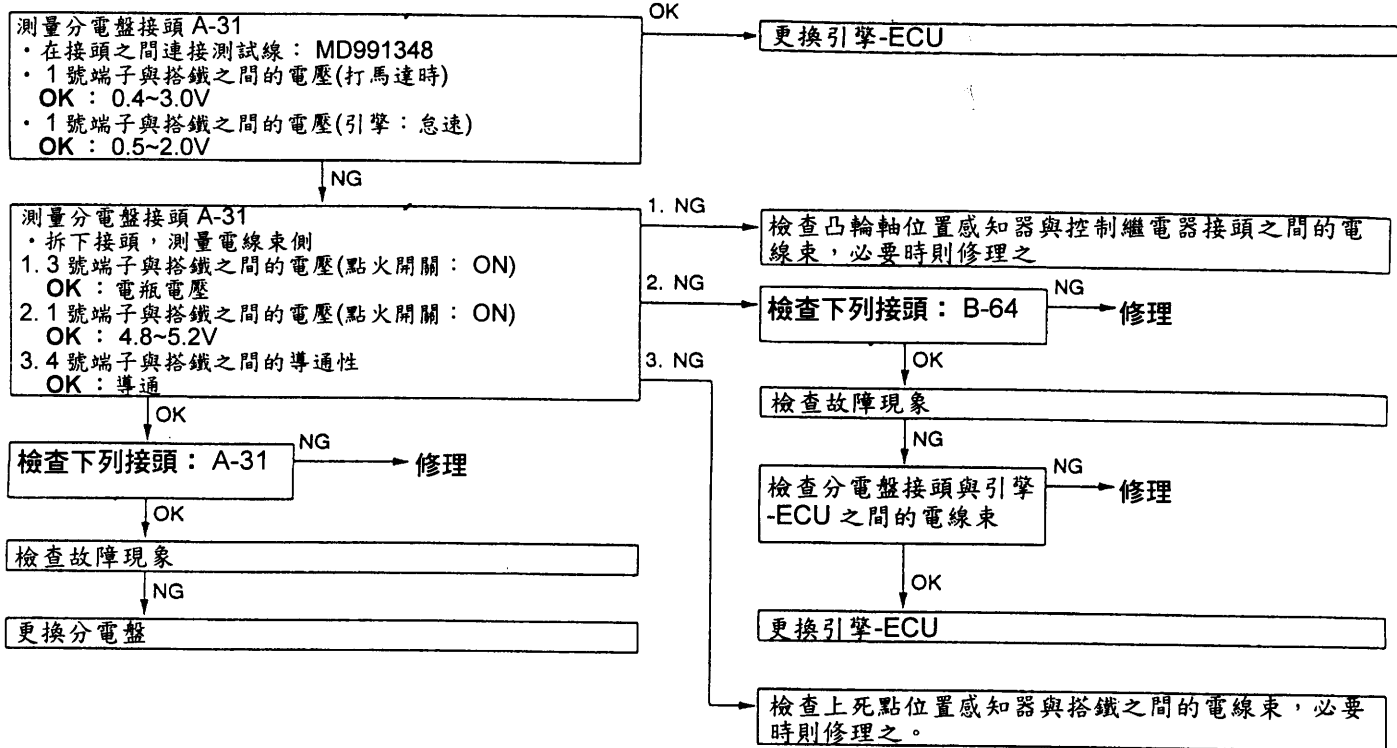 測量分電盤接頭 A-31
・在接頭之間連接測試線： MD991348
・1 號端子與搭鐵之間的電壓(打馬達時)
OK ： 0.4~3.0V
・1 號端子與搭鐵之間的電壓(引擎：怠速)
OK ： 0.5~2.0V
OK
更換引擎-ECU
NG
測量分電盤接頭 A-31
・拆下接頭，測量電線束側
1. 3 號端子與搭鐵之間的電壓(點火開關： ON)
OK ：電瓶電壓
2. 1 號端子與搭鐵之間的電壓(點火開關： ON)
OK ： 4.8~5.2V
3. 4 號端子與搭鐵之間的導通性
OK ：導通
1. NG
檢查凸輪軸位置感知器與控制繼電器接頭之間的電
線束，必要時則修理之
2. NG
檢查下列接頭： B-64
NG
修理
OK
檢查故障現象
NG
檢查分電盤接頭與引擎
-ECU 之間的電線束
NG
修理
OK
更換引擎-ECU
3. NG
檢查上死點位置感知器與搭鐵之間的電線束，必要
時則修理之。
OK
檢查下列接頭： A-31
NG
修理
OK
檢查故障現象
NG
更換分電盤